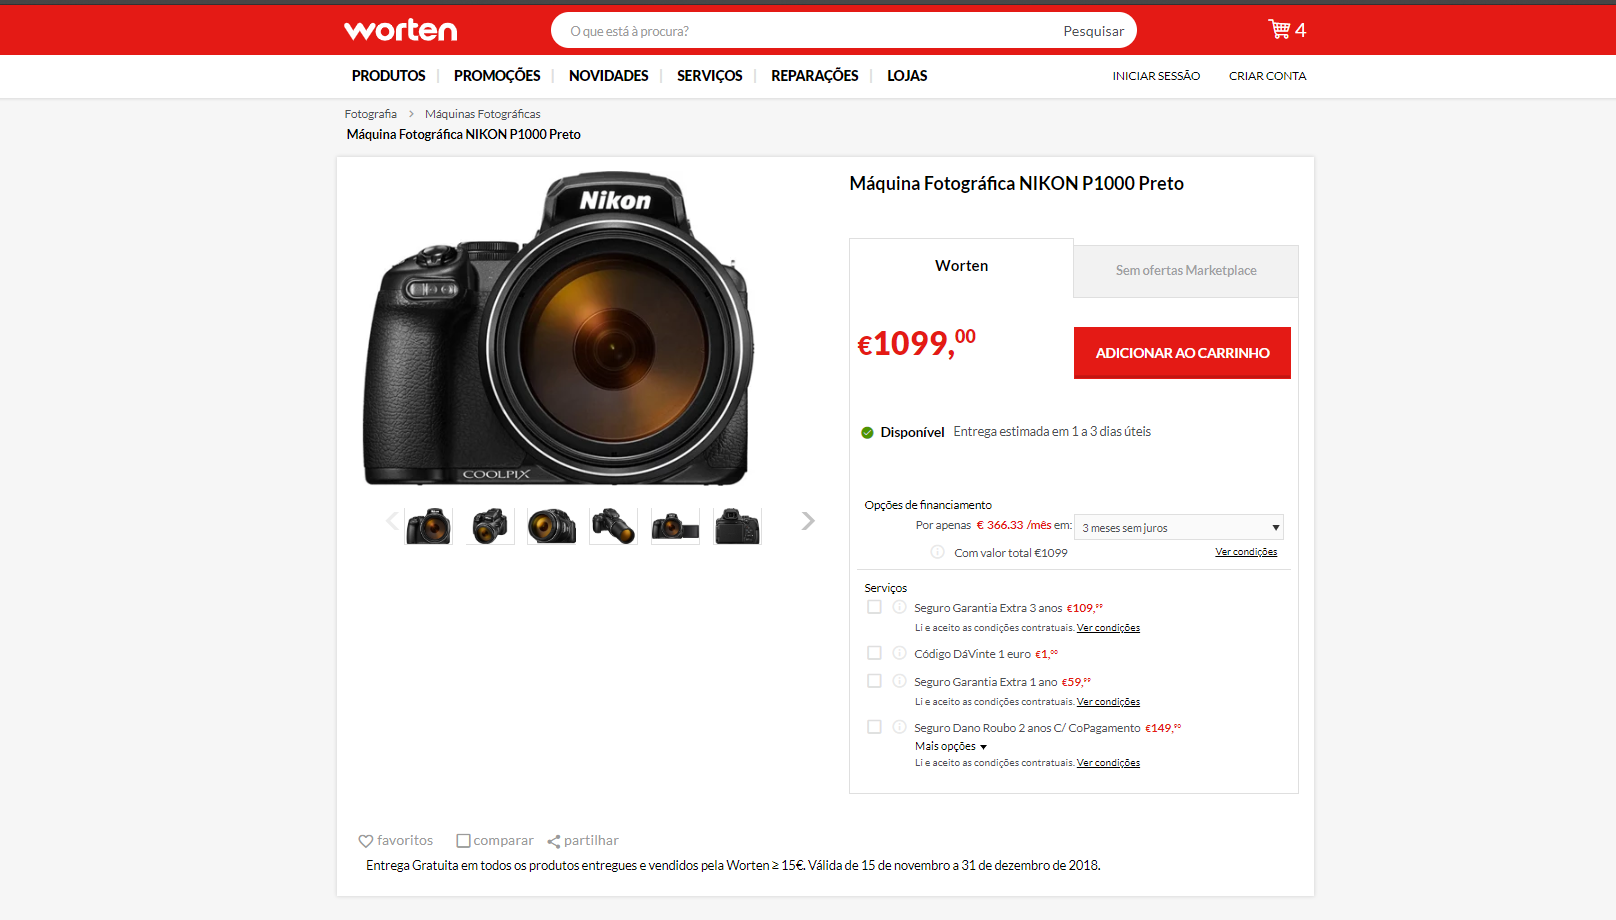 worten
O que está à procura?
Pesquisar
4
PRODUTOS
PROMOÇÕES
NOVIDADES
SERVIÇOS
REPARAÇÕES
LOJAS
INICIAR SESSÃO
CRIAR CONTA
Fotografia > Máquinas Fotográficas
Máquina Fotográfica NIKON P1000 Preto
Nikon
COOLPIX
Máquina Fotográfica NIKON P1000 Preto
Worten
Sem ofertas Marketplace
€1099,00
ADICIONAR AO CARRINHO
Disponível Entrega estimada em 1 a 3 dias úteis
Opções de financiamento
Por apenas € 366.33 /mês em: 3 meses sem juros
Com valor total €1099 Ver condições
Serviços
Seguro Garantia Extra 3 anos €109,99
Li e aceito as condições contratuais. Ver condições
Código DáVinte 1 euro €1,00
Seguro Garantia Extra 1 ano €59,99
Li e aceito as condições contratuais. Ver condições
Seguro Dano Roubo 2 anos C/ CoPagamento €149,90
Mais opções
Li e aceito as condições contratuais. Ver condições
favoritos comparar partilhar
Entrega Gratuita em todos os produtos entregues e vendidos pela Worten ≥ 15€. Válida de 15 de novembro a 31 de dezembro de 2018.